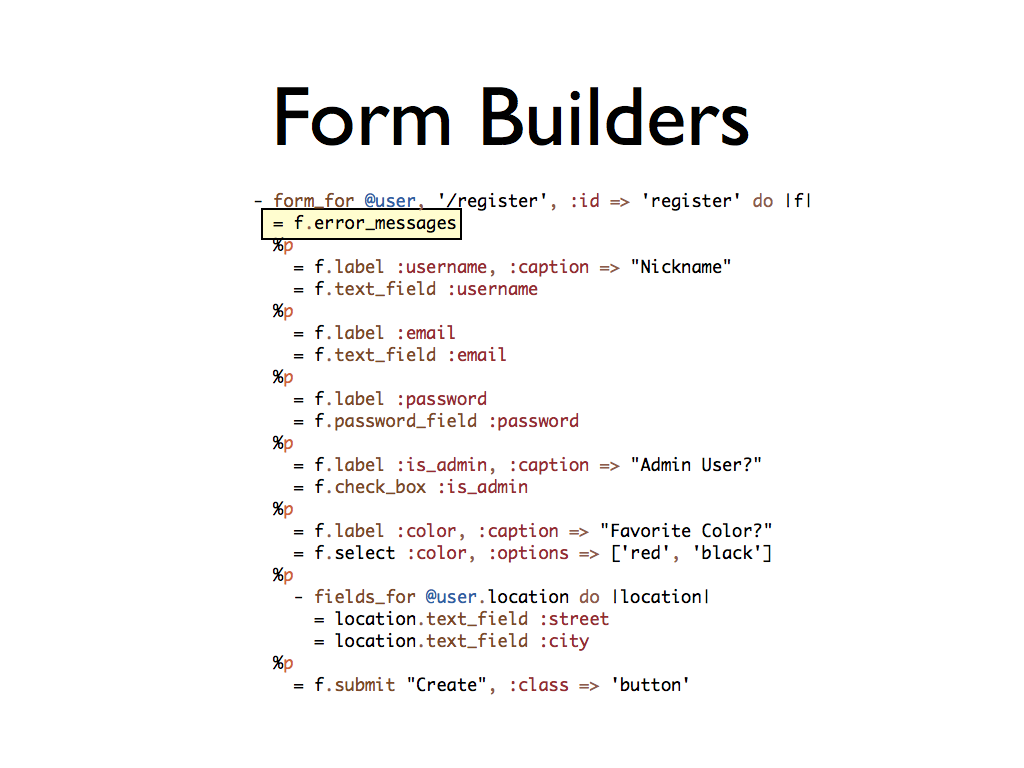 Form Builders
- form_for @user, '/register', :id => 'register' do |f|
= f.error_messages
%p
= f.label :username, :caption => "Nickname"
= f.text_field :username
%p
= f.label :email
= f.text_field :email
%p
= f.label :password
= f.password_field :password
%p
= f.label :is_admin, :caption => "Admin User?"
= f.check_box :is_admin
%p
= f.label :color, :caption => "Favorite Color?"
= f.select :color, :options => ['red', 'black']
%p
- fields_for @user.location do |location|
= location.text_field :street
= location.text_field :city
%p
= f.submit "Create", :class => 'button'